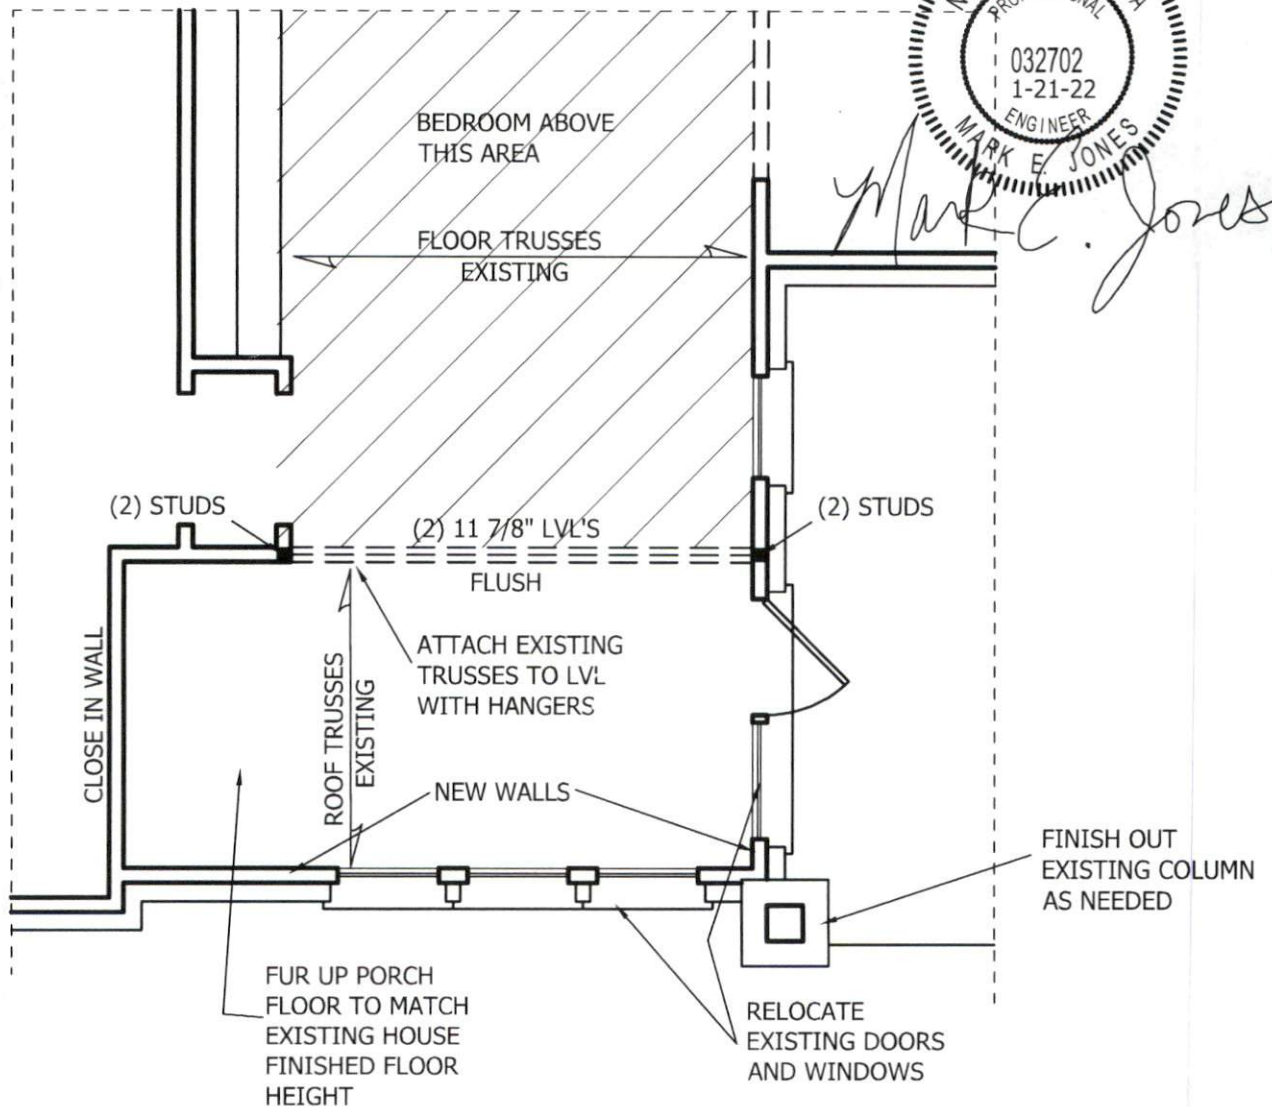 PROFESSIONAL
032702
1-21-22
ENGINEER
MARK E. JONES
Mark E. Jones
BEDROOM ABOVE
THIS AREA
FLOOR TRUSSES
EXISTING
(2) STUDS
(2) 11 7/8" LVL'S
(2) STUDS
FLUSH
ATTACH EXISTING
TRUSSES TO LVL
WITH HANGERS
CLOSE IN WALL
ROOF TRUSSES
EXISTING
NEW WALLS
FINISH OUT
EXISTING COLUMN
AS NEEDED
FUR UP PORCH
FLOOR TO MATCH
EXISTING HOUSE
FINISHED FLOOR
HEIGHT
RELOCATE
EXISTING DOORS
AND WINDOWS